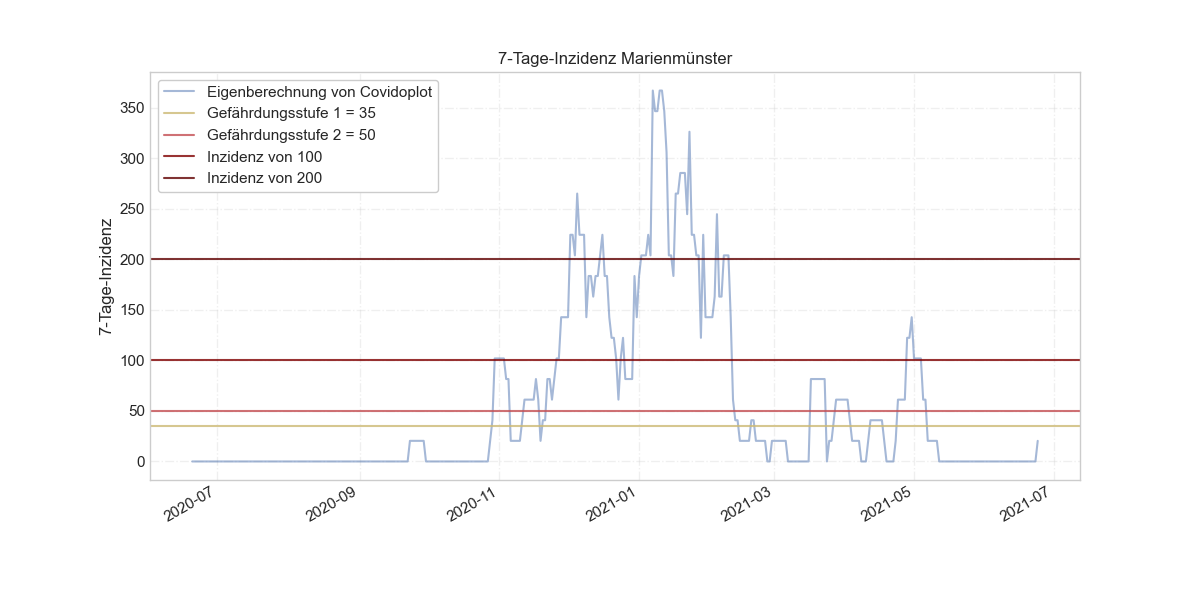 7-Tage-Inzidenz Marienmünster
Eigenberechnung von Covidoplot
Gefährdungsstufe 1 = 35
Gefährdungsstufe 2 = 50
Inzidenz von 100
Inzidenz von 200
7-Tage-Inzidenz
350
300
250
200
150
100
50
0
2020-07
2020-09
2020-11
2021-01
2021-03
2021-05
2021-07